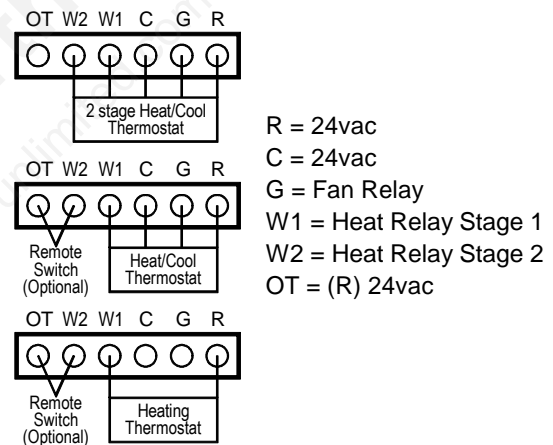 OT W2 W1 C G R
2 stage Heat/Cool
Thermostat
OT W2 W1 C G R
Remote
Switch
(Optional)
Heat/Cool
Thermostat
OT W2 W1 C G R
Remote
Switch
(Optional)
Heating
Thermostat
R = 24vac
C = 24vac
G = Fan Relay
W1 = Heat Relay Stage 1
W2 = Heat Relay Stage 2
OT = (R) 24vac